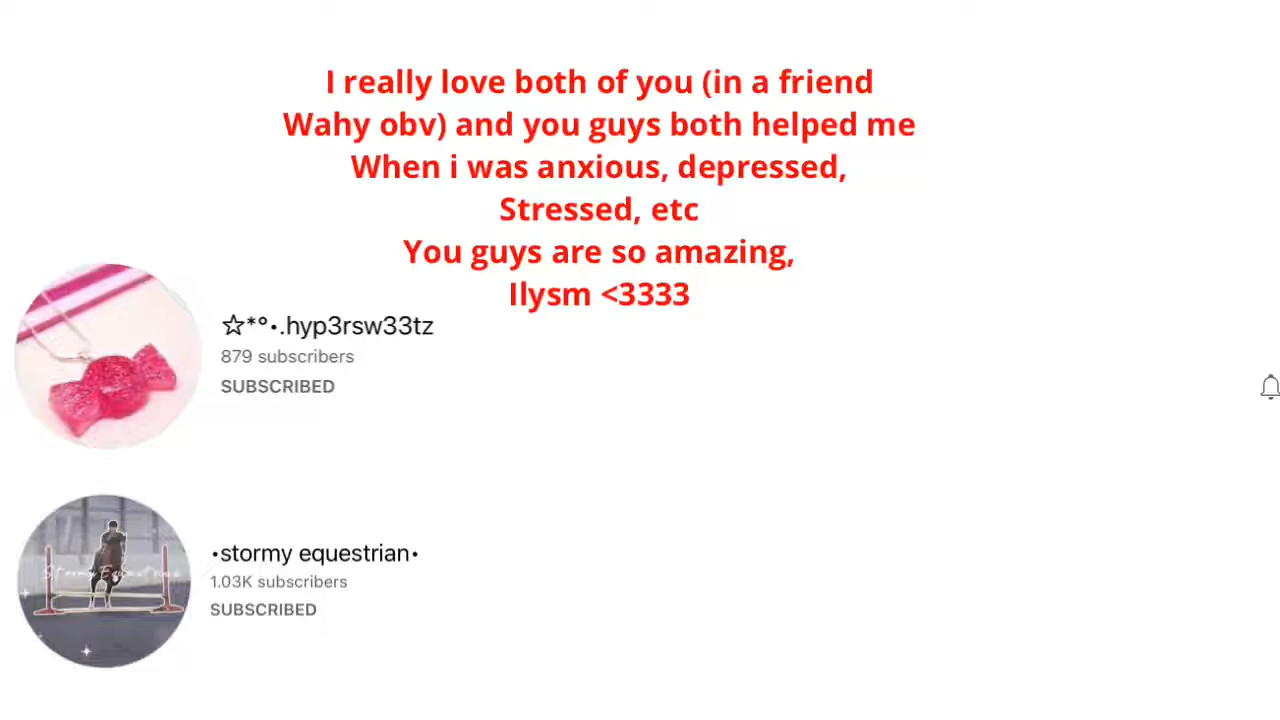 I really love both of you (in a friend
Wahy obv) and you guys both helped me
When i was anxious, depressed,
Stressed, etc
You guys are so amazing,
Ilysm <3333
☆*°•.hyp3rsw33tz
879 subscribers
SUBSCRIBED
•stormy equestrian•
1.03K subscribers
SUBSCRIBED
Stormy Equestrian